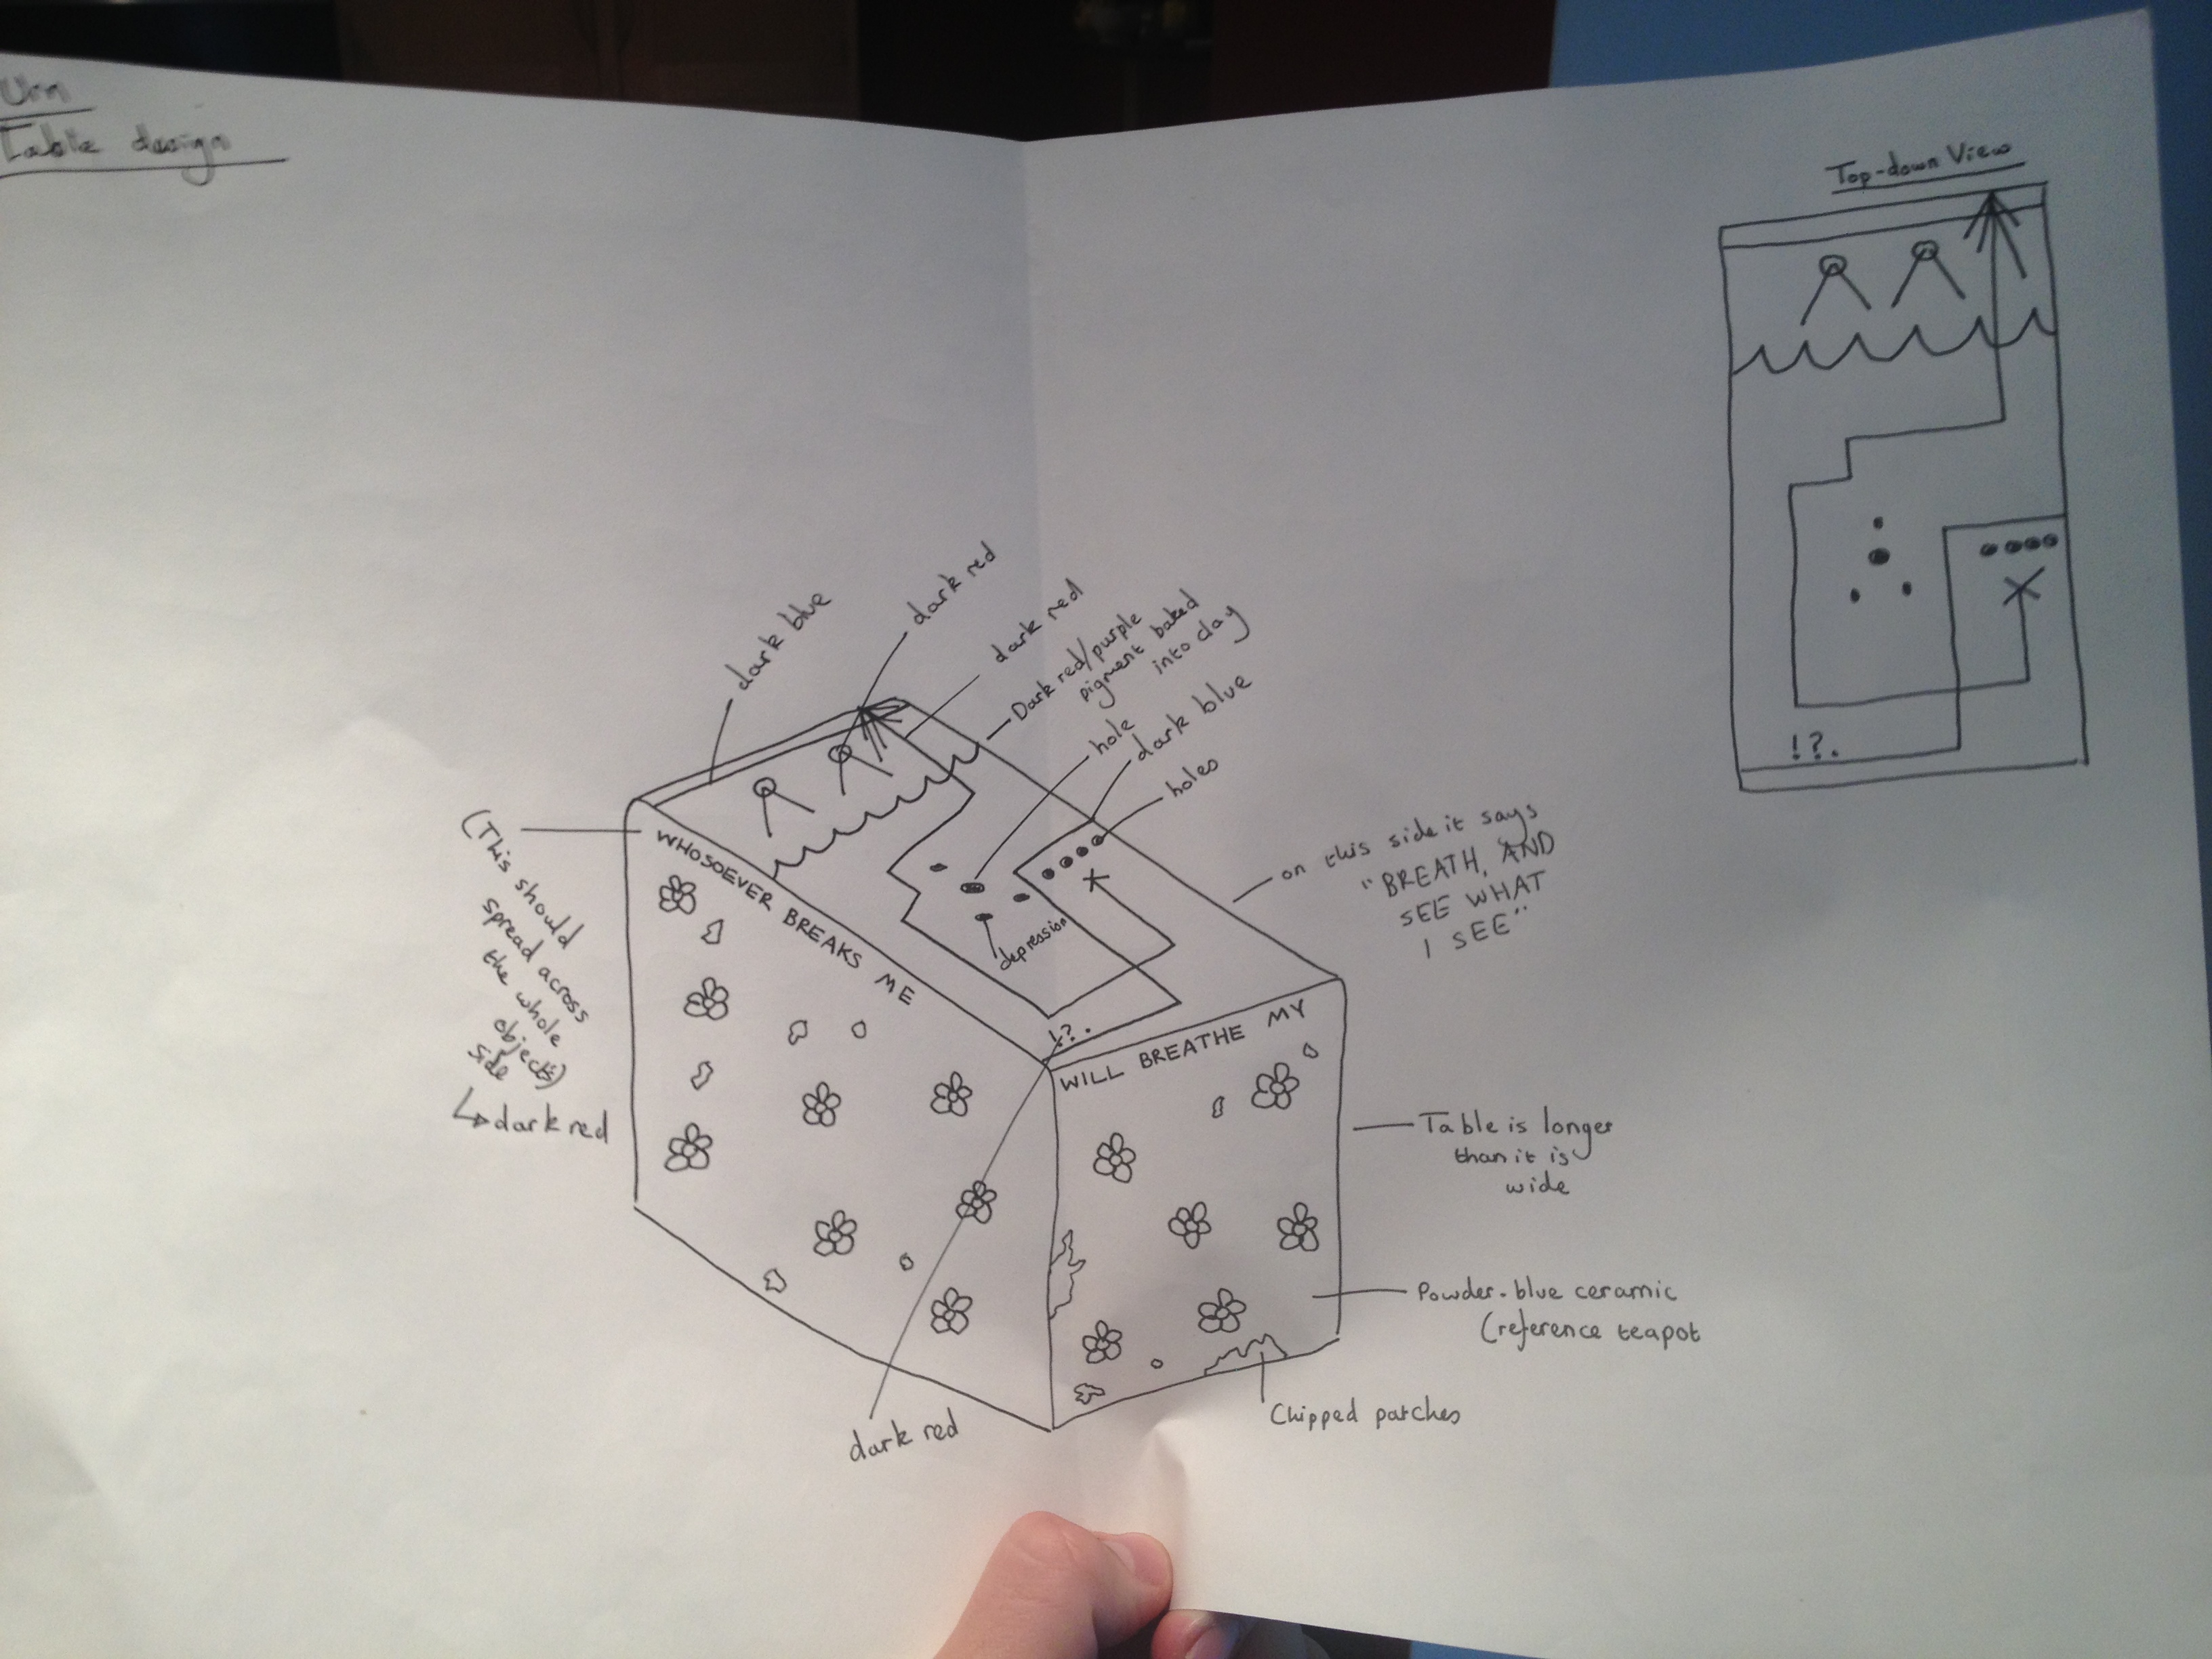 Urn
Table design
Top-down View
!?.
dark blue
dark red
dark red
Dark red/purple
pigment baked
into clay
hole
dark blue
holes
on this side it says
"BREATH, AND
SEE WHAT
I SEE"
(This should
spread across
the whole
objects)
side
↳ dark red
WHOSOEVER BREAKS ME
depression
!?.
WILL BREATHE MY
Table is longer
than it is
wide
Powder-blue ceramic
(reference teapot
Chipped patches
dark red